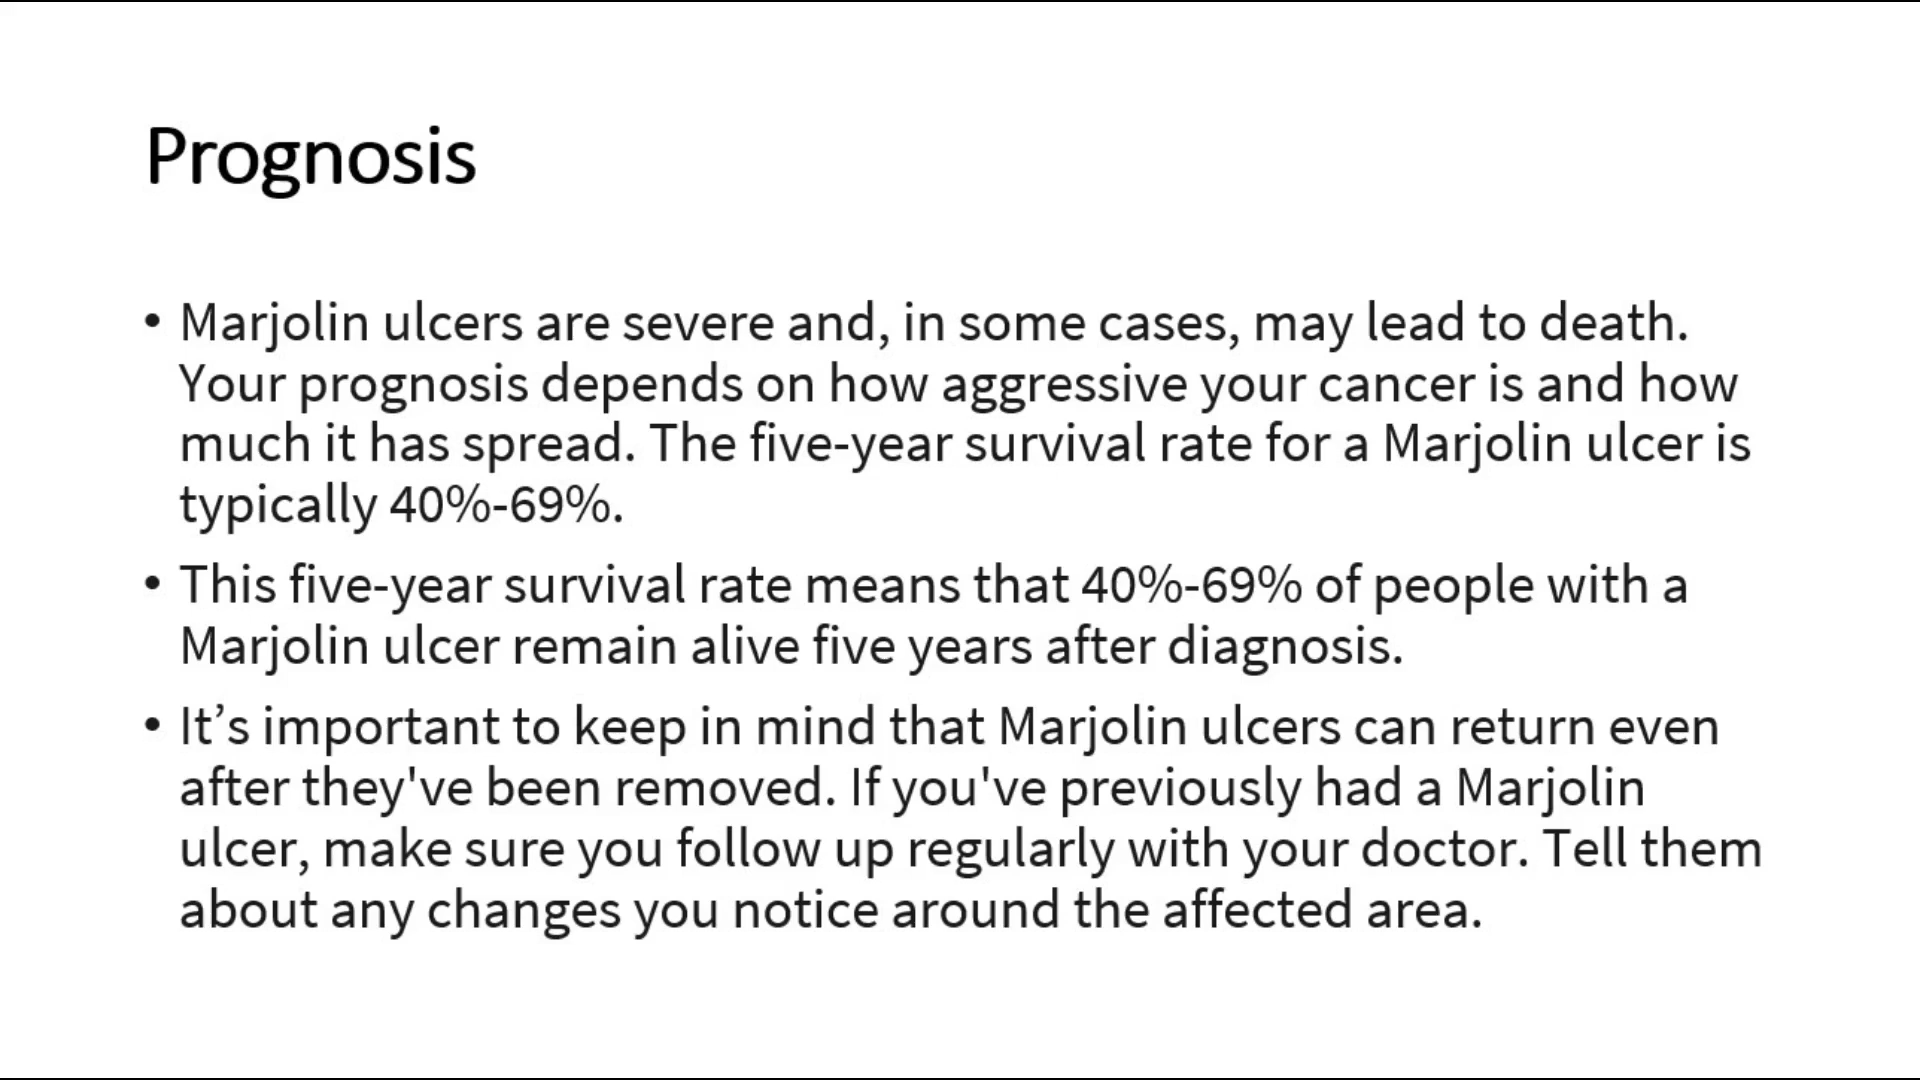 Prognosis
• Marjolin ulcers are severe and, in some cases, may lead to death.
Your prognosis depends on how aggressive your cancer is and how
much it has spread. The five-year survival rate for a Marjolin ulcer is
typically 40%-69%.
• This five-year survival rate means that 40%-69% of people with a
Marjolin ulcer remain alive five years after diagnosis.
• It’s important to keep in mind that Marjolin ulcers can return even
after they've been removed. If you've previously had a Marjolin
ulcer, make sure you follow up regularly with your doctor. Tell them
about any changes you notice around the affected area.